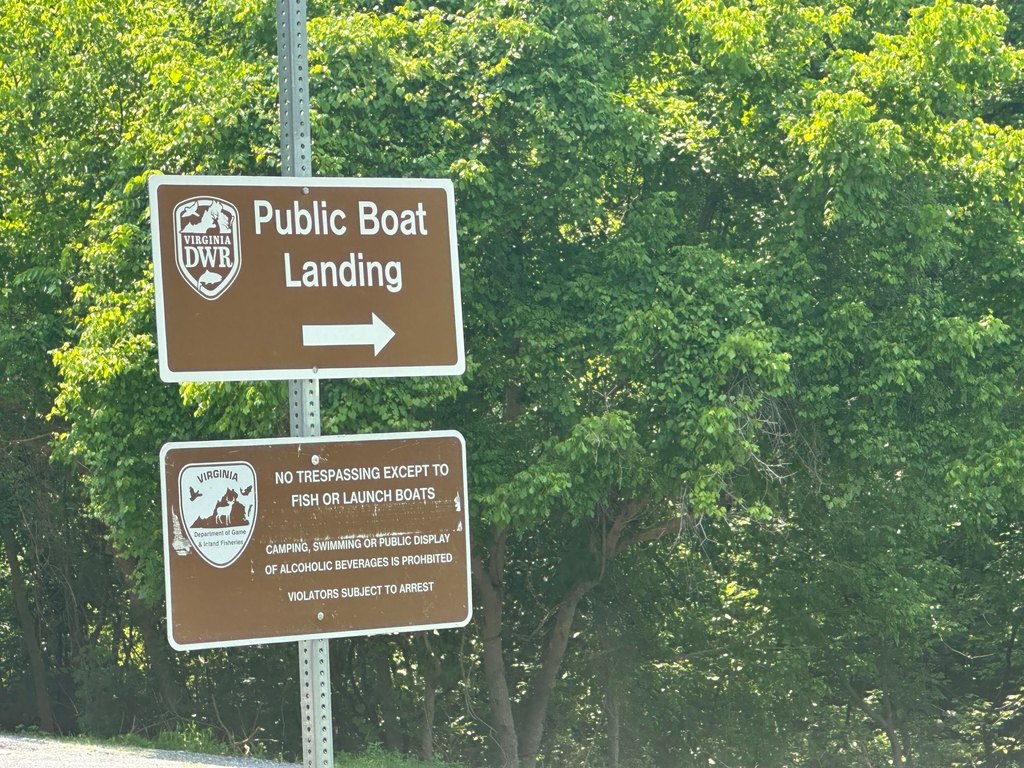 Public Boat
Landing
VIRGINIA
DWR
VIRGINIA
Department of Game
& Inland Fisheries
NO TRESPASSING EXCEPT TO
FISH OR LAUNCH BOATS
CAMPING, SWIMMING OR PUBLIC DISPLAY
OF ALCOHOLIC BEVERAGES IS PROHBITED
VIOLATORS SUBJECT TO ARREST